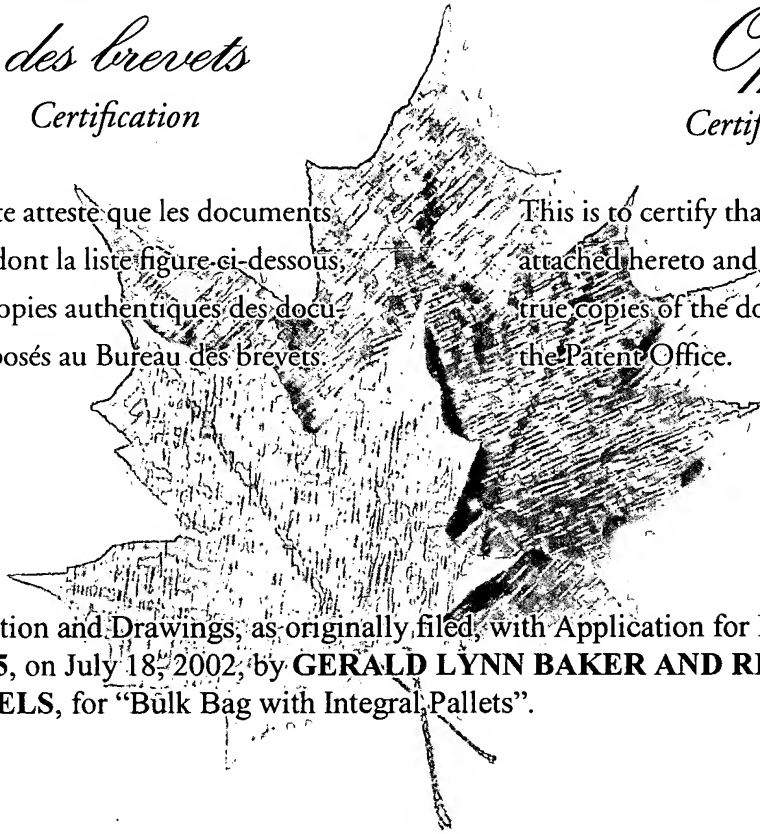 des brevets
Certification
te atteste que les documents
dont la liste figure ci-dessous,
opies authentiques des docu-
posés au Bureau des brevets.
Certif
This is to certify tha
attached hereto and
true copies of the do
the Patent Office.
tion and Drawings, as originally filed, with Application for
5, on July 18, 2002, by GERALD LYNN BAKER AND RE
ELS, for “Bulk Bag with Integral Pallets”.